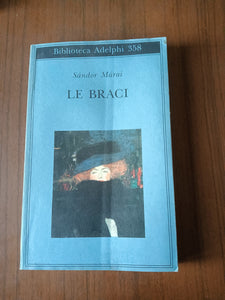 Biblioteca Adelphi 358
Sándor Márai
LE BRACI